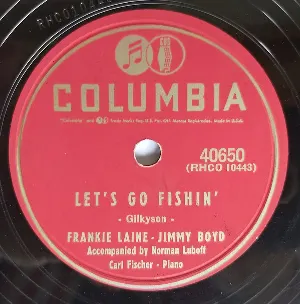 COLUMBIA
40650
(RHCO 10443)
LET'S GO FISHIN'
- Gilkyson -
FRANKIE LAINE - JIMMY BOYD
Accompanied by Norman Luboff
Carl Fischer - Piano